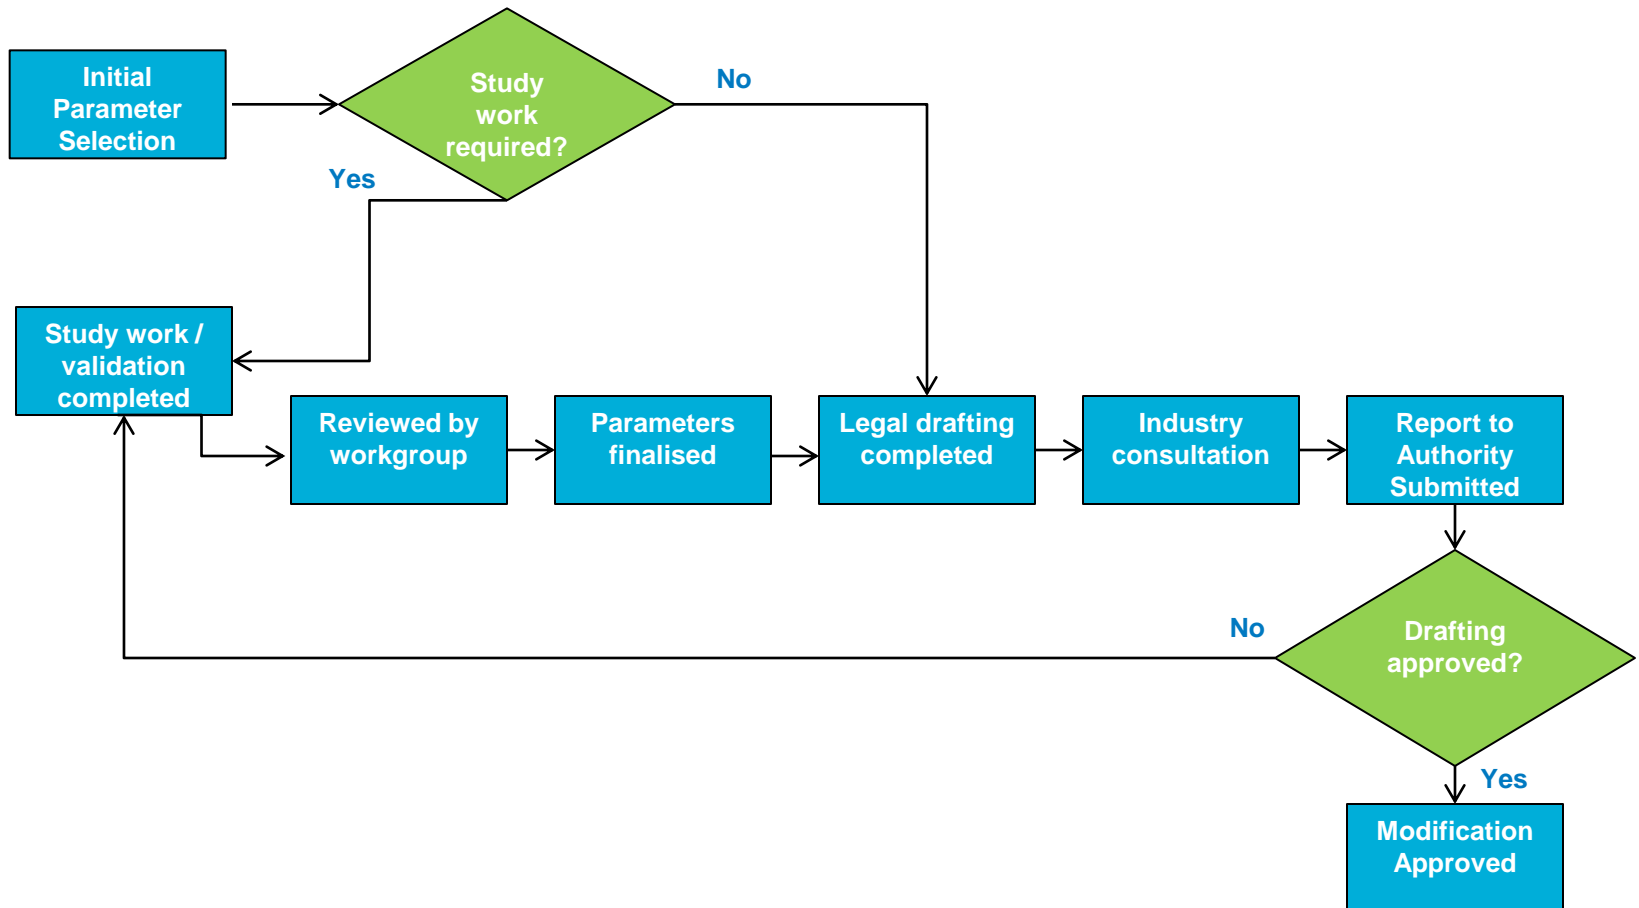 Initial
Parameter
Selection
Study
work
required?
No
Yes
Study work /
validation
completed
Reviewed by
workgroup
Parameters
finalised
Legal drafting
completed
Industry
consultation
Report to
Authority
Submitted
No
Drafting
approved?
Yes
Modification
Approved